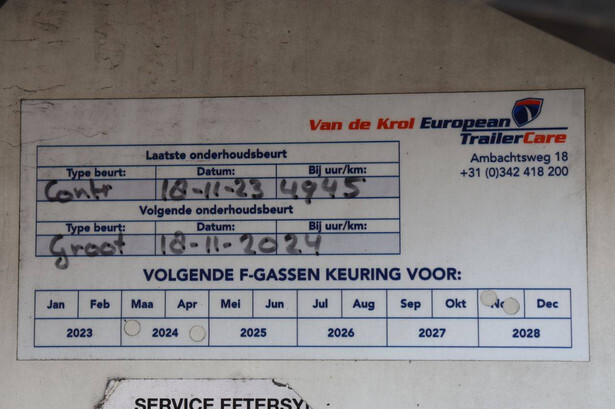 Van de Krol European
TrailerCare
Ambachtsweg 18
+31 (0)342 418 200
Laatste onderhoudsbeurt
Type beurt: Datum: Bij uur/km:
Contr 18-11-23 4945
Volgende onderhoudsbeurt
Type beurt: Datum: Bij uur/km:
Groot 18-11-2024
VOLGENDE F-GASSEN KEURING VOOR:
Jan Feb Maa Apr Mei Jun Jul Aug Sep Okt Dec
2023 2024 2025 2026 2027 2028
SERVICE EFTERSY